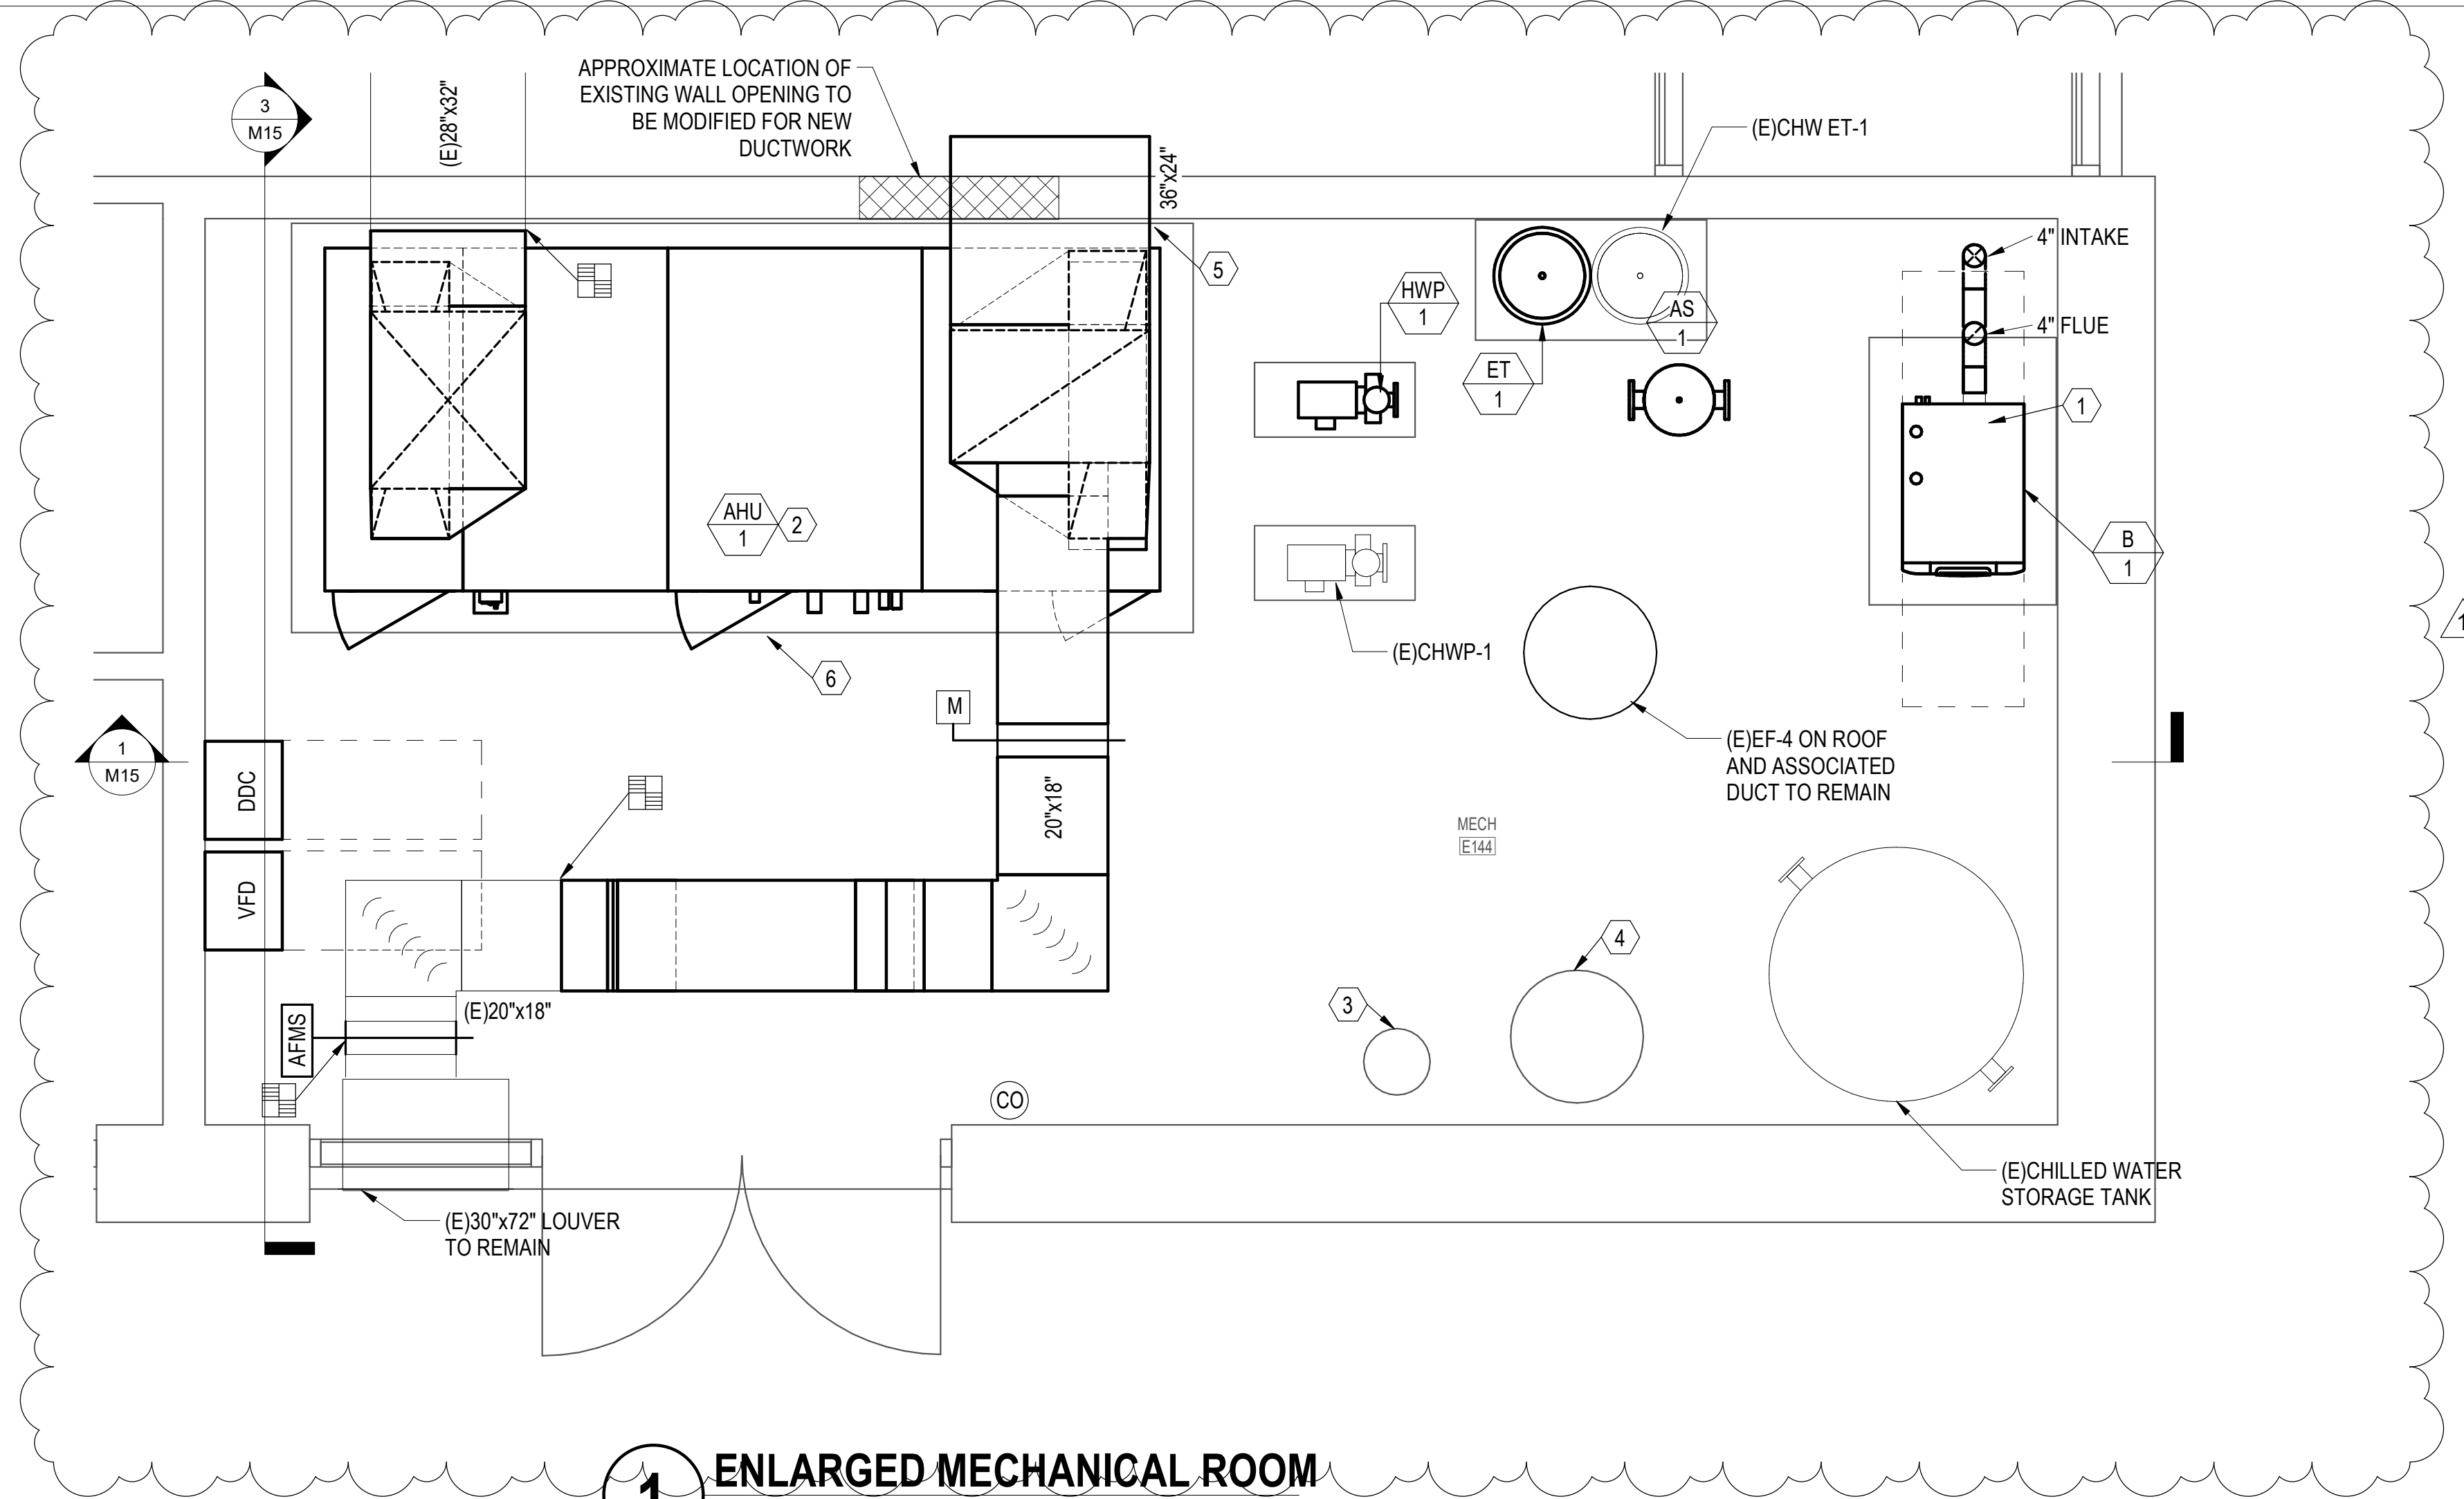 3
M15
(E)28"x32"
APPROXIMATE LOCATION OF
EXISTING WALL OPENING TO
BE MODIFIED FOR NEW
DUCTWORK
36"x24"
(E)CHW ET-1
4" INTAKE
4" FLUE
5
HWP
1
AS
1
ET
1
1
AHU
1
2
B
1
1
(E)CHWP-1
6
M
1
M15
DDC
(E)EF-4 ON ROOF
AND ASSOCIATED
DUCT TO REMAIN
20"x18"
MECH
E144
VFD
4
3
(E)20"x18"
AFMS
CO
(E)CHILLED WATER
STORAGE TANK
(E)30"x72" LOUVER
TO REMAIN
1
ENLARGED MECHANICAL ROOM